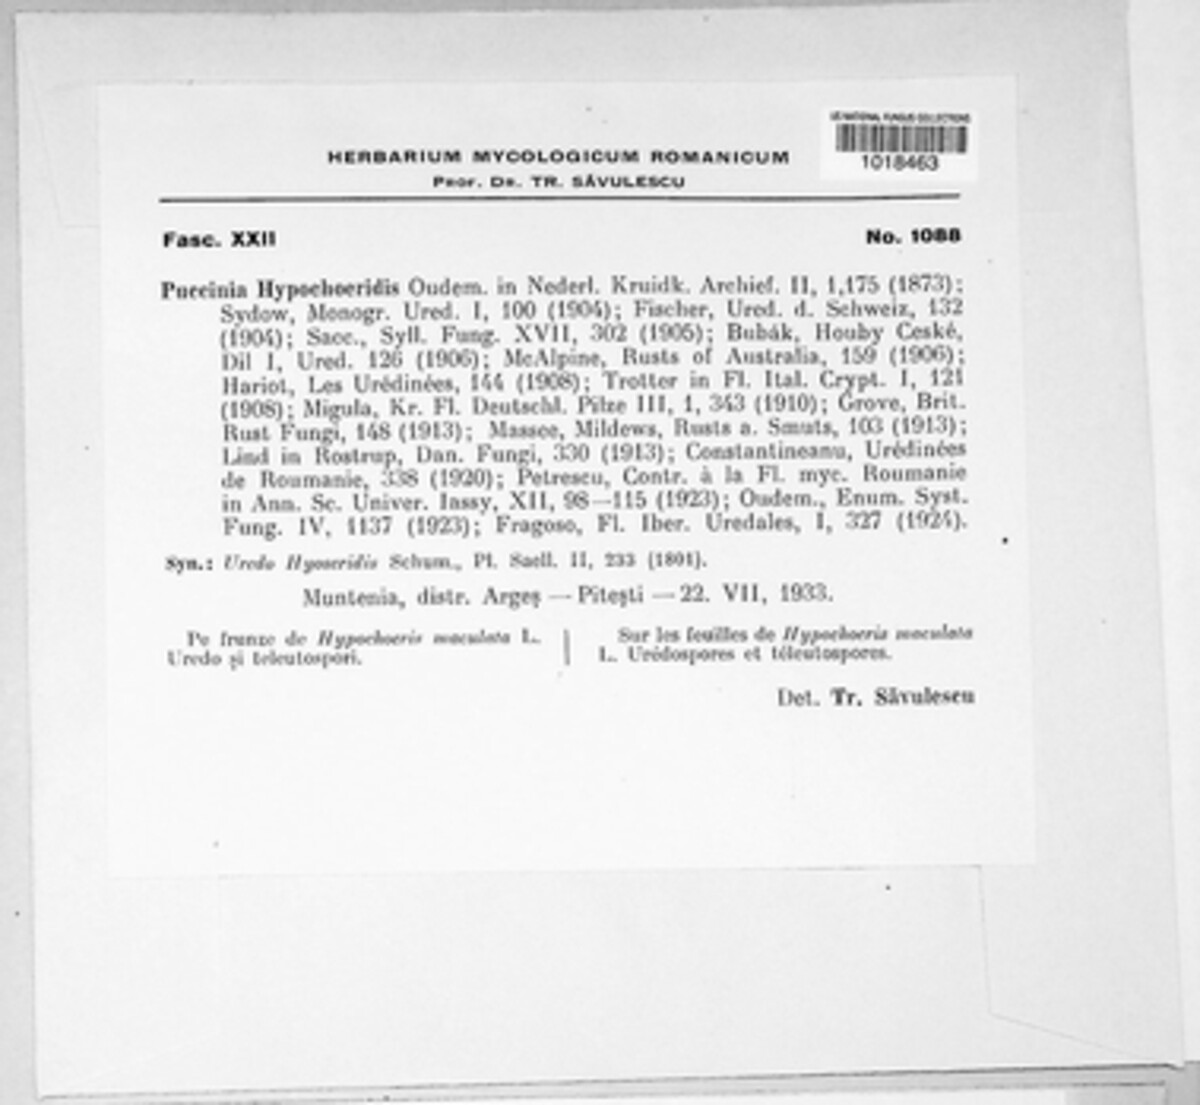 US NATIONAL FUNGUS COLLECTIONS
1018463
HERBARIUM MYCOLOGICUM ROMANICUM
PROF. DR. TR. SĂVULESCU
Fasc. XXII
No. 1088
Puccinia Hypochoeridis Oudem. in Nederl. Kruidk. Archief. II, 1,175 (1873);
Sydow, Monogr. Ured. I, 100 (1904); Fischer, Ured. d. Schweiz, 132
(1904); Sacc., Syll. Fung. XVII, 302 (1905); Bubák, Houby České,
Dil I, Ured. 126 (1906); McAlpine, Rusts of Australia, 159 (1906);
Hariot, Les Urédinées, 144 (1908); Trotter in Fl. Ital. Crypt. I, 121
(1908); Migula, Kr. Fl. Deutschl. Pilze III, 1, 343 (1910); Grove, Brit.
Rust Fungi, 148 (1913); Massee, Mildews, Rusts a. Smuts, 103 (1913);
Lind in Rostrup, Dan. Fungi, 330 (1913); Constantineanu, Urédinées
de Roumanie, 338 (1920); Petrescu, Contr. à la Fl. myc. Roumanie
in Ann. Sc. Univer. Iassy, XII, 98—115 (1923); Oudem., Enum. Syst.
Fung. IV, 1137 (1923); Fragoso, Fl. Iber. Uredales, I, 327 (1924).
Syn.: Uredo Hyoseridis Schum., Pl. Saell. II, 233 (1801).
Muntenia, distr. Argeș — Pitești — 22. VII, 1933.
Pe frunze de Hypochoeris maculata L.
Uredo și teleutospori.
Sur les feuilles de Hypochoeris maculata
L. Urédospores et téleutospores.
Det. Tr. Săvulescu